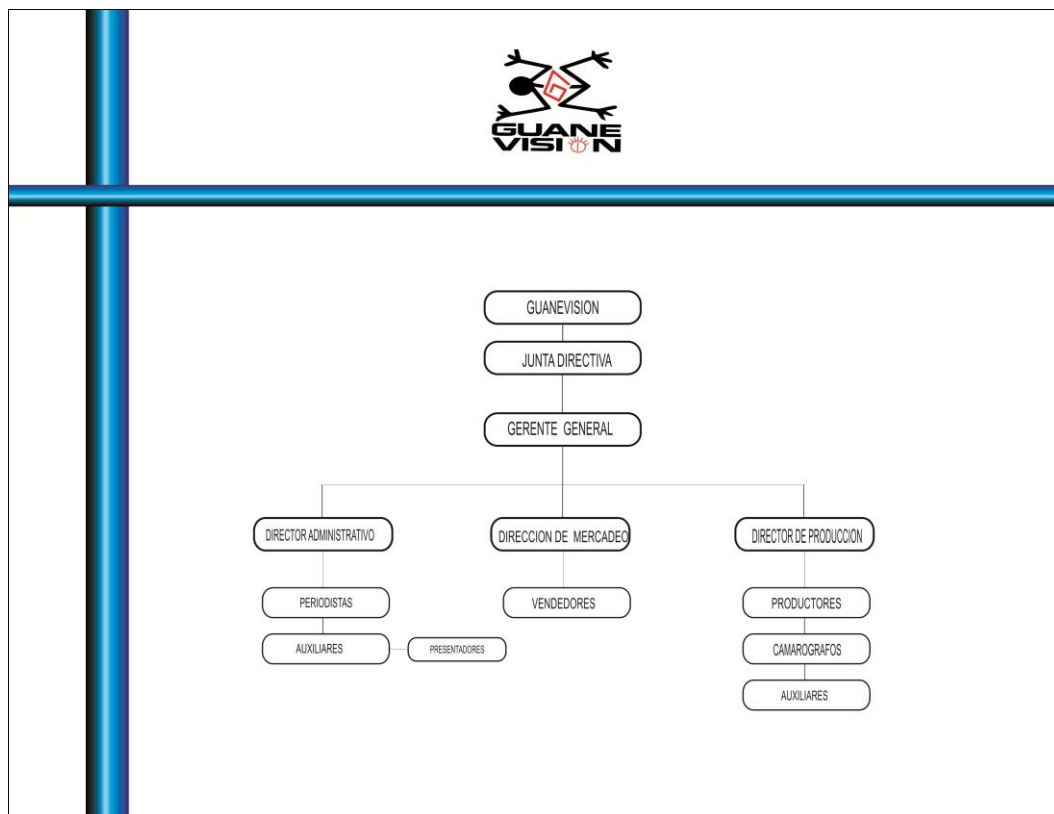 GUANE
VISION
GUANEVISION
JUNTA DIRECTIVA
GERENTE GENERAL
DIRECTOR ADMINISTRATIVO
DIRECCION DE MERCADEO
DIRECTOR DE PRODUCCION
PERIODISTAS
VENDEDORES
PRODUCTORES
AUXILIARES
PRESENTADORES
CAMAROGRAFOS
AUXILIARES